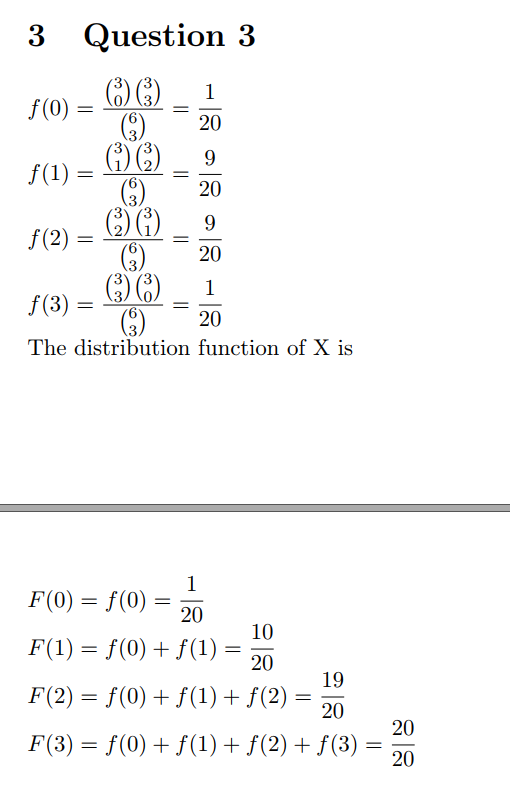 3 Question 3
f(0) = \frac{\binom{3}{0}\binom{3}{3}}{\binom{6}{3}} = \frac{1}{20}
f(1) = \frac{\binom{3}{1}\binom{3}{2}}{\binom{6}{3}} = \frac{9}{20}
f(2) = \frac{\binom{3}{2}\binom{3}{1}}{\binom{6}{3}} = \frac{9}{20}
f(3) = \frac{\binom{3}{3}\binom{3}{0}}{\binom{6}{3}} = \frac{1}{20}
The distribution function of X is
F(0) = f(0) = \frac{1}{20}
F(1) = f(0) + f(1) = \frac{10}{20}
F(2) = f(0) + f(1) + f(2) = \frac{19}{20}
F(3) = f(0) + f(1) + f(2) + f(3) = \frac{20}{20}